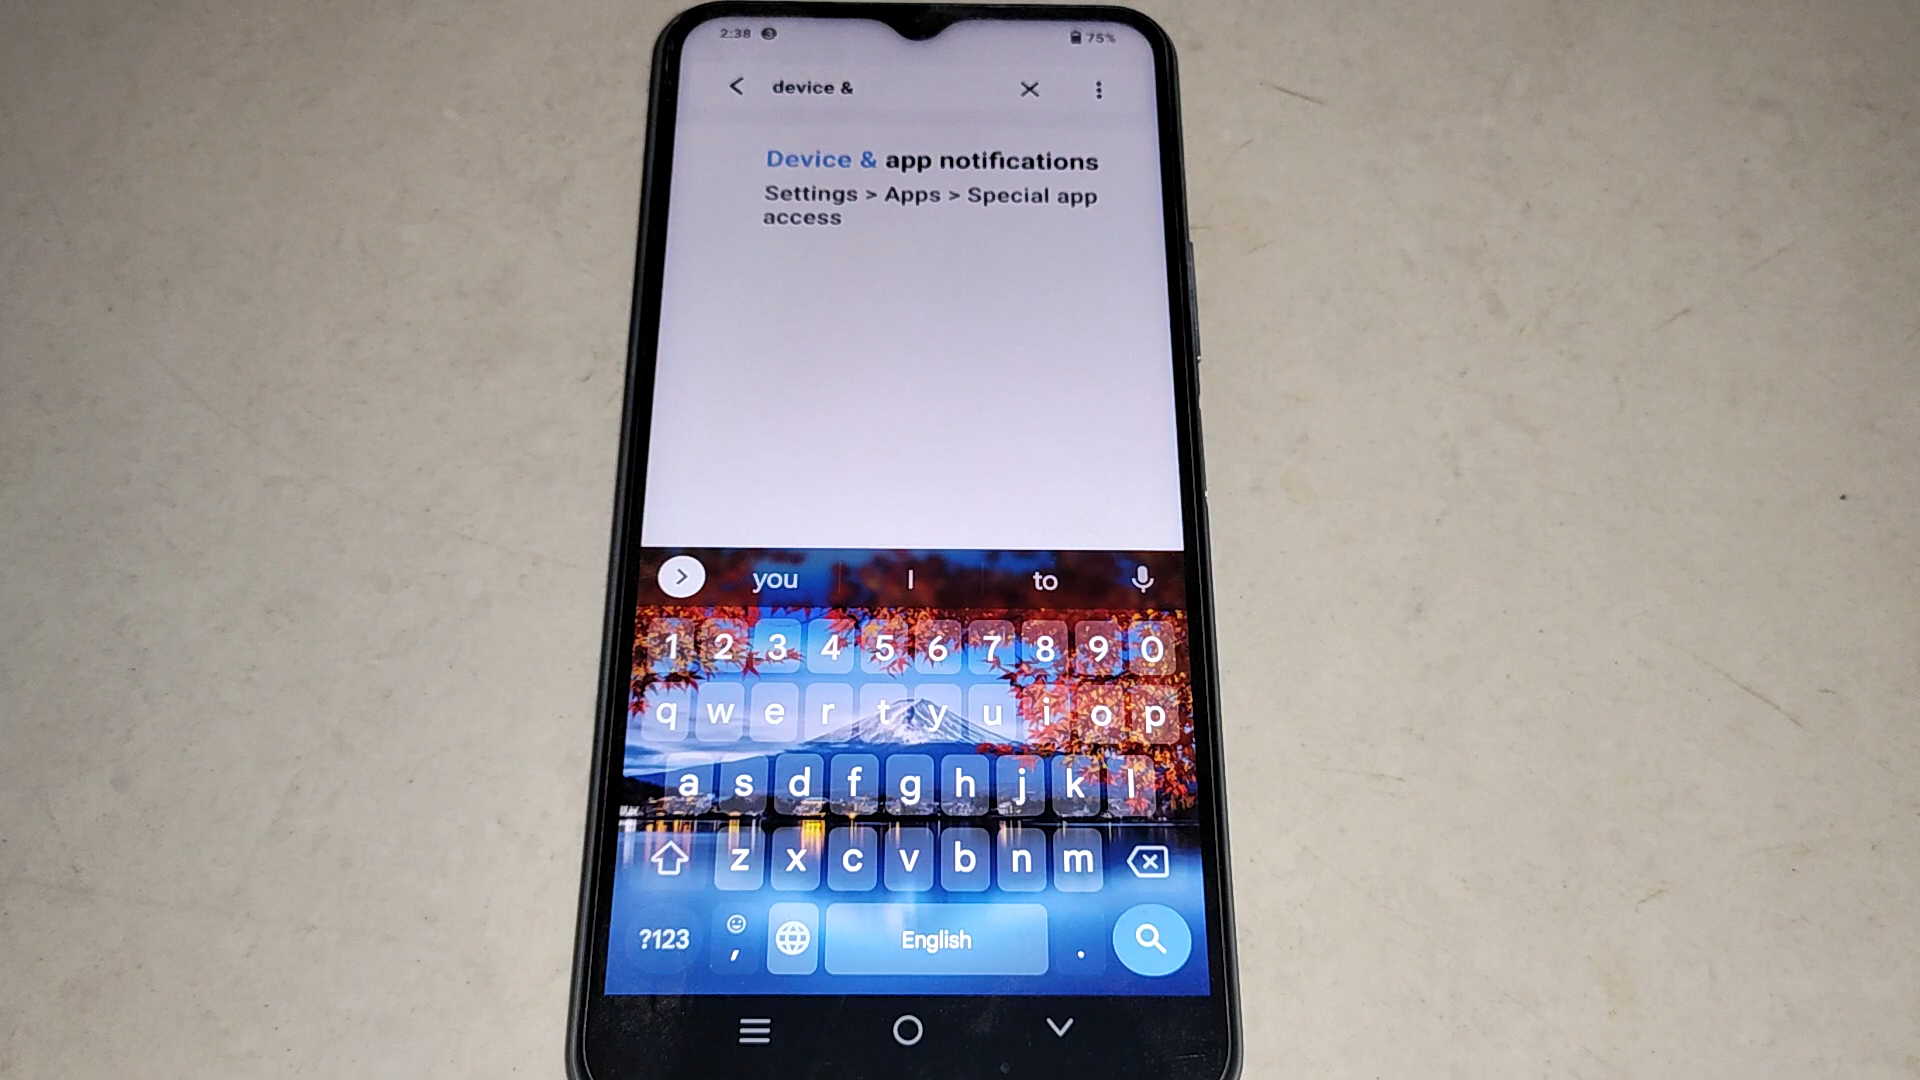 2:38 75%
device &
Device & app notifications
Settings > Apps > Special app
access
you I to
1 2 3 4 5 6 7 8 9 0
q w e r t y u i o p
a s d f g h j k l
z x c v b n m
?123 , English .